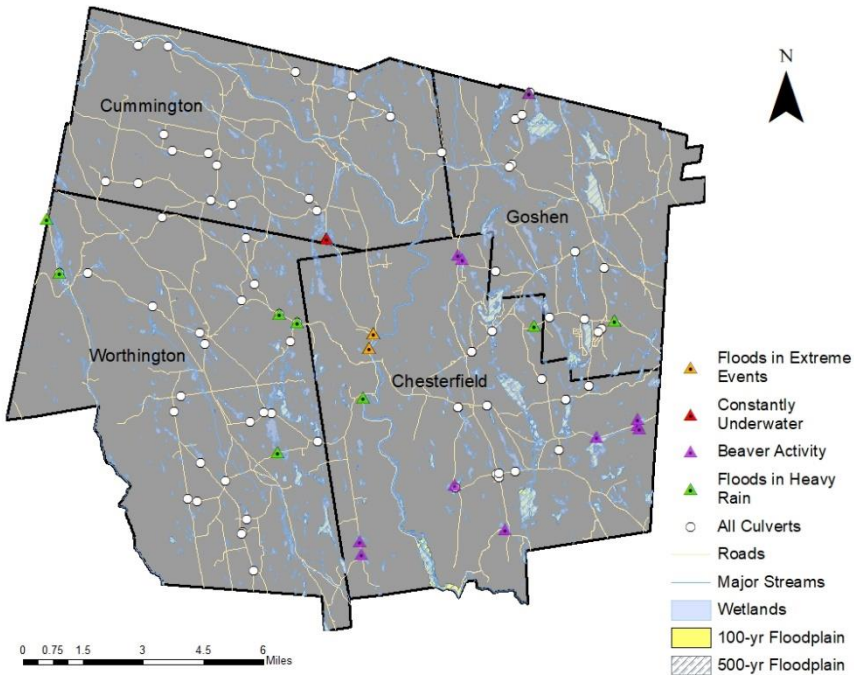 N
Cummington
Goshen
Worthington
Chesterfield
Floods in Extreme
Events
Constantly
Underwater
Beaver Activity
Floods in Heavy
Rain
All Culverts
Roads
Major Streams
Wetlands
100-yr Floodplain
500-yr Floodplain
0 0.75 1.5 3 4.5 6
Miles